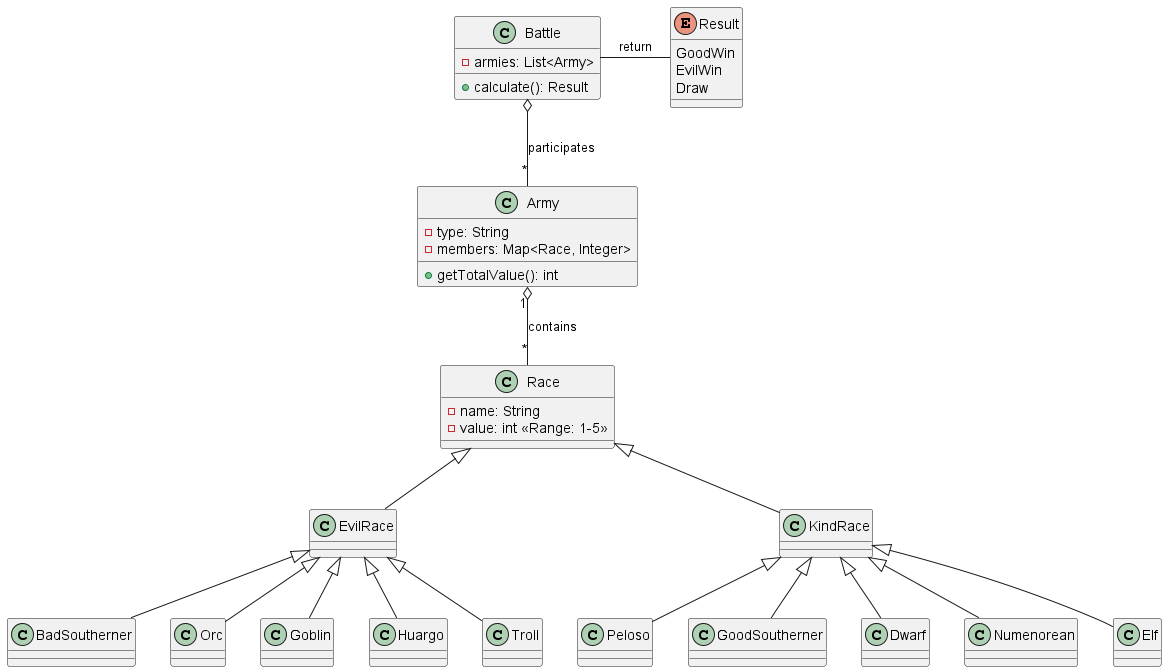 C Battle
armies: List<Army>
calculate(): Result
return
E Result
GoodWin
EvilWin
Draw
participates
*
C Army
type: String
members: Map<Race, Integer>
getTotalValue(): int
1
contains
*
C Race
name: String
value: int «Range: 1-5»
C EvilRace
C KindRace
C BadSoutherner
C Orc
C Goblin
C Huargo
C Troll
C Peloso
C GoodSoutherner
C Dwarf
C Numenorean
C Elf